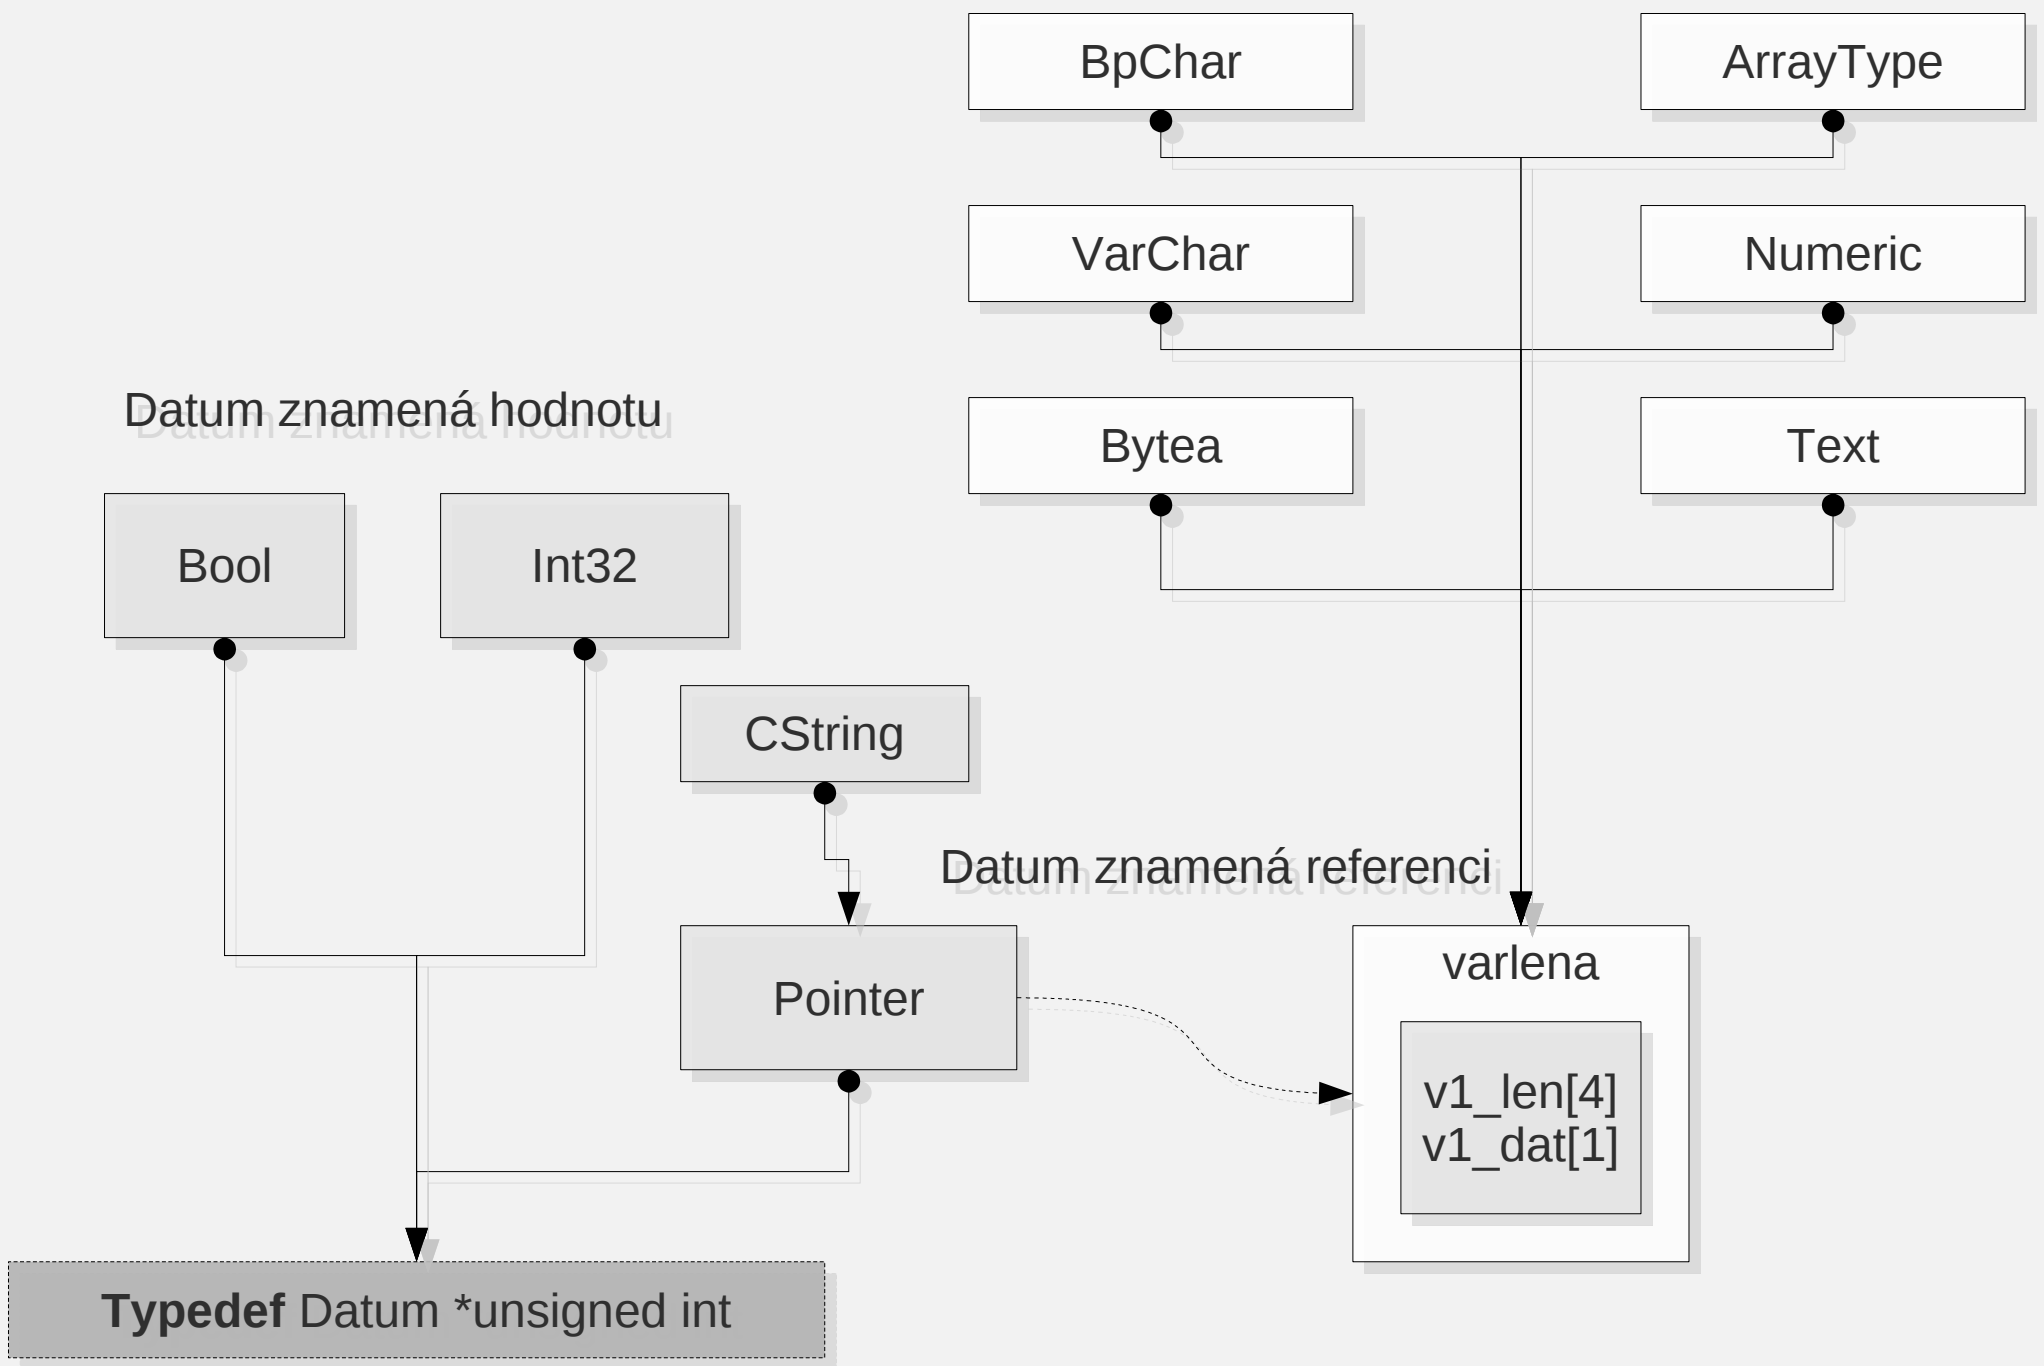 BpChar
ArrayType
VarChar
Numeric
Datum znamená hodnotu
Bytea
Text
Bool
Int32
CString
Datum znamená referenci
Pointer
varlena
v1_len[4]
v1_dat[1]
Typedef Datum *unsigned int